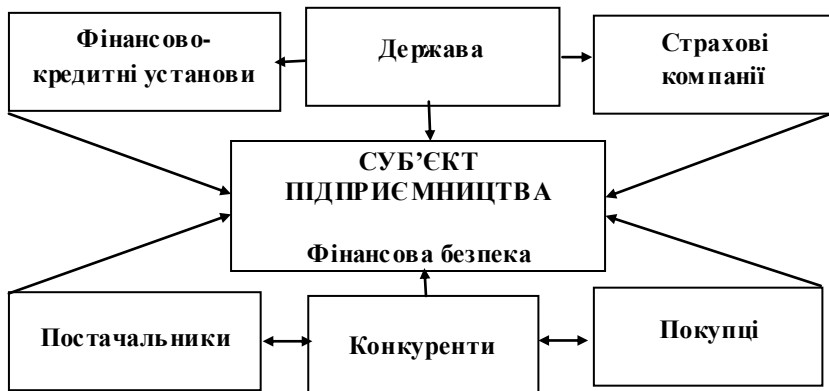 Фінансово-
кредитні установи
Держава
Страхові
компанії
СУБ’ЄКТ
ПІДПРИЄМНИЦТВА
Фінансова безпека
Постачальники
Конкуренти
Покупці